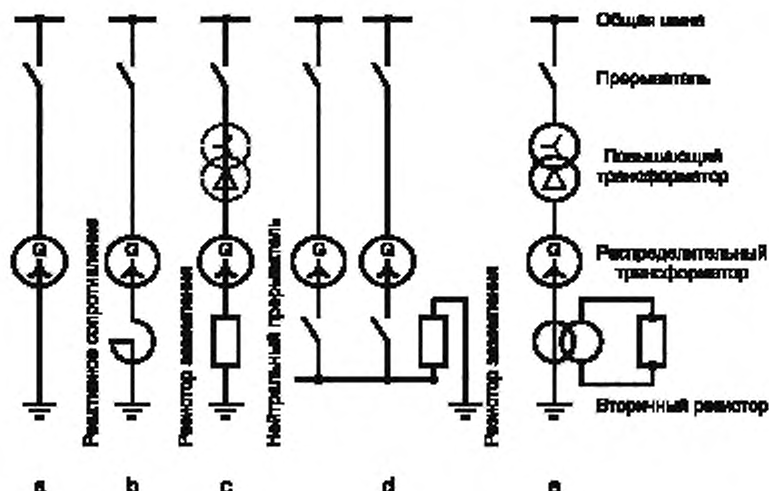 Общая шина
Прерыватель
Повышающий
трансформатор
Распределительный
трансформатор
Вторичный резистор
Реактивное сопротивление
Резистор заземления
Нейтральный прерыватель
Резистор заземления
G
G
G
G
G
G
a
b
c
d
e